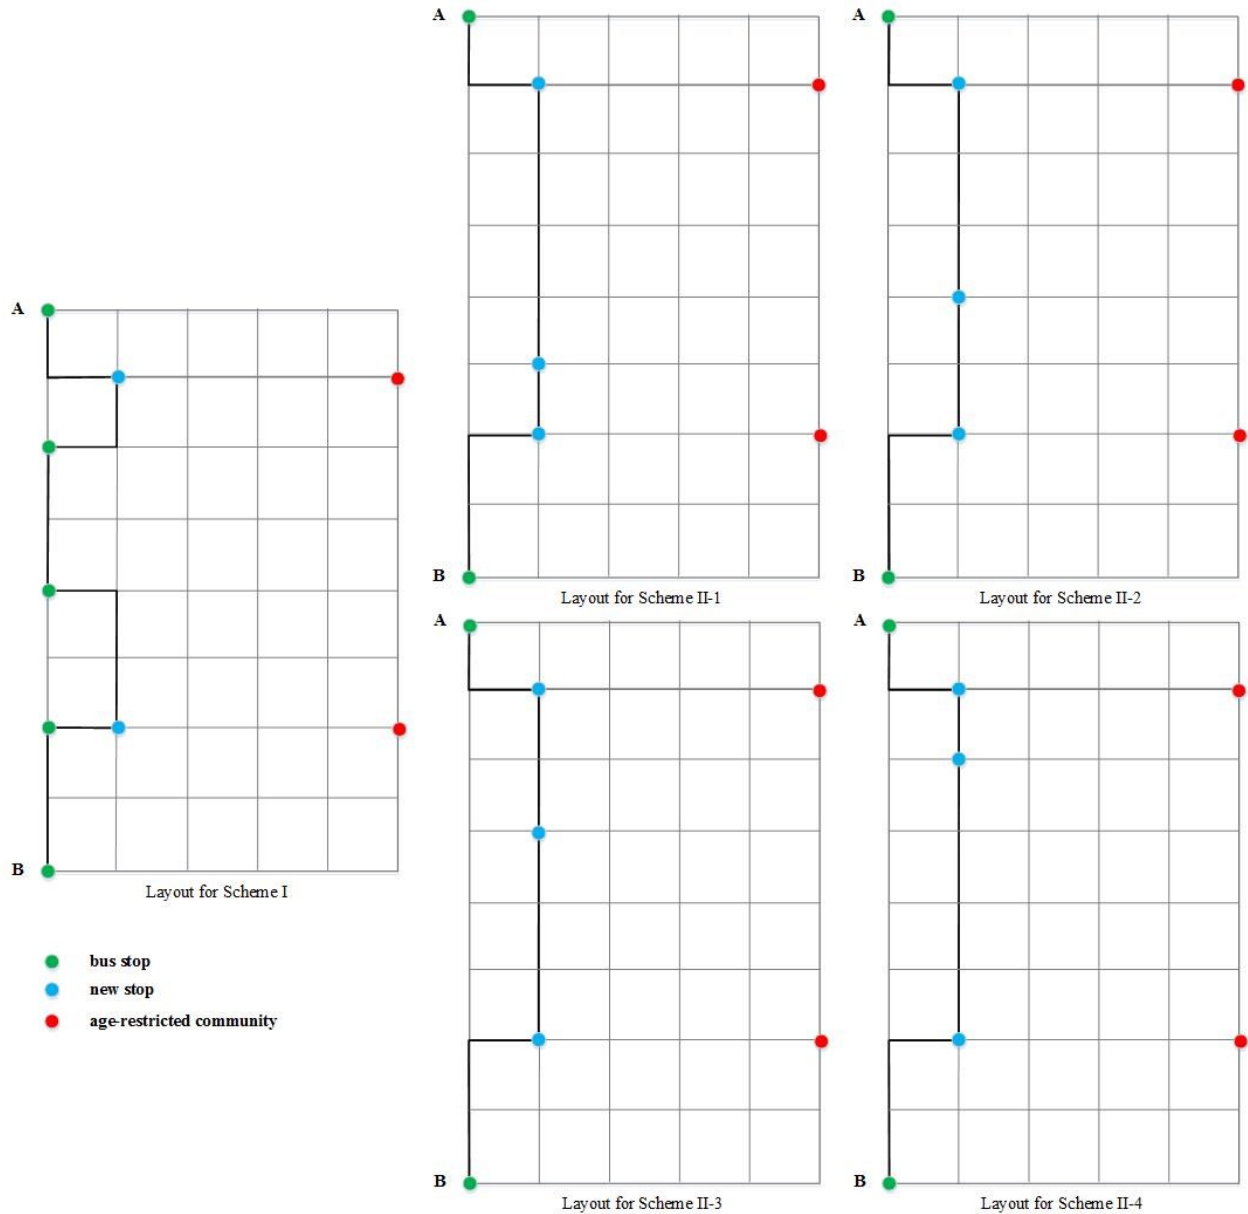 A
B
Layout for Scheme I
bus stop
new stop
age-restricted community
A
B
Layout for Scheme II-1
A
B
Layout for Scheme II-2
A
B
Layout for Scheme II-3
A
B
Layout for Scheme II-4